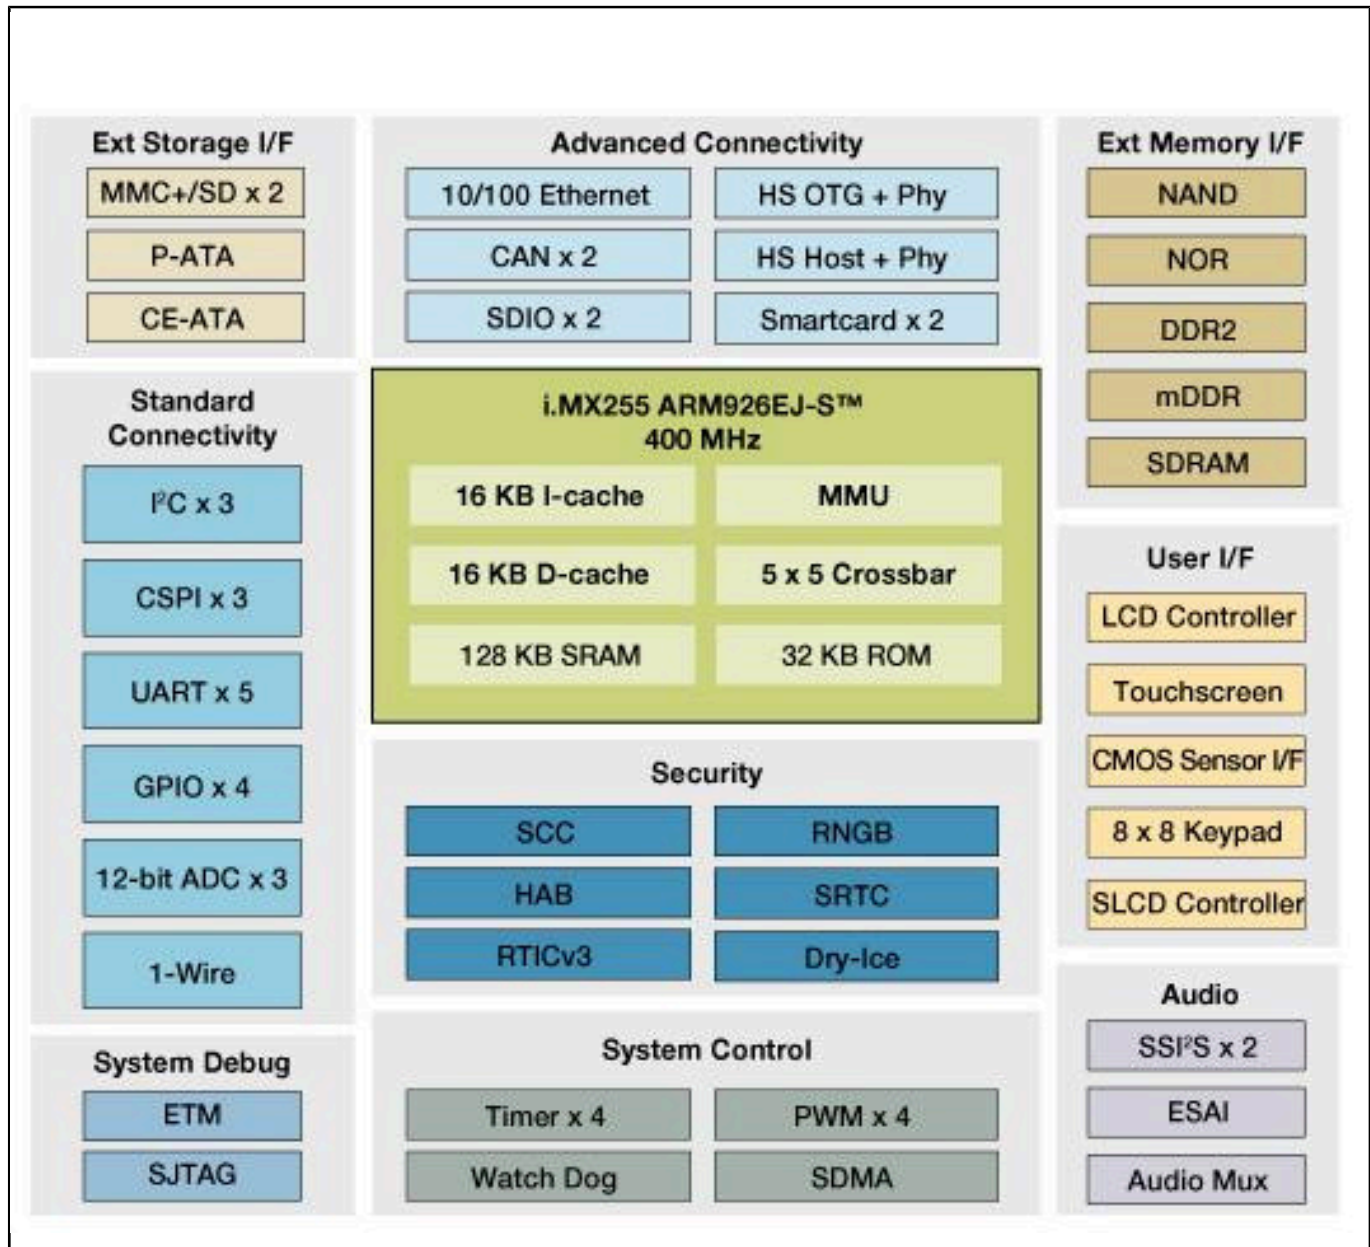 Ext Storage I/F
MMC+/SD x 2
P-ATA
CE-ATA
Advanced Connectivity
10/100 Ethernet
HS OTG + Phy
CAN x 2
HS Host + Phy
SDIO x 2
Smartcard x 2
Ext Memory I/F
NAND
NOR
DDR2
mDDR
SDRAM
Standard
Connectivity
I²C x 3
CSPI x 3
UART x 5
GPIO x 4
12-bit ADC x 3
1-Wire
i.MX255 ARM926EJ-S™
400 MHz
16 KB I-cache
MMU
16 KB D-cache
5 x 5 Crossbar
128 KB SRAM
32 KB ROM
User I/F
LCD Controller
Touchscreen
CMOS Sensor I/F
8 x 8 Keypad
SLCD Controller
Security
SCC
RNGB
HAB
SRTC
RTICv3
Dry-Ice
System Debug
ETM
SJTAG
System Control
Timer x 4
PWM x 4
Watch Dog
SDMA
Audio
SSI²S x 2
ESAI
Audio Mux